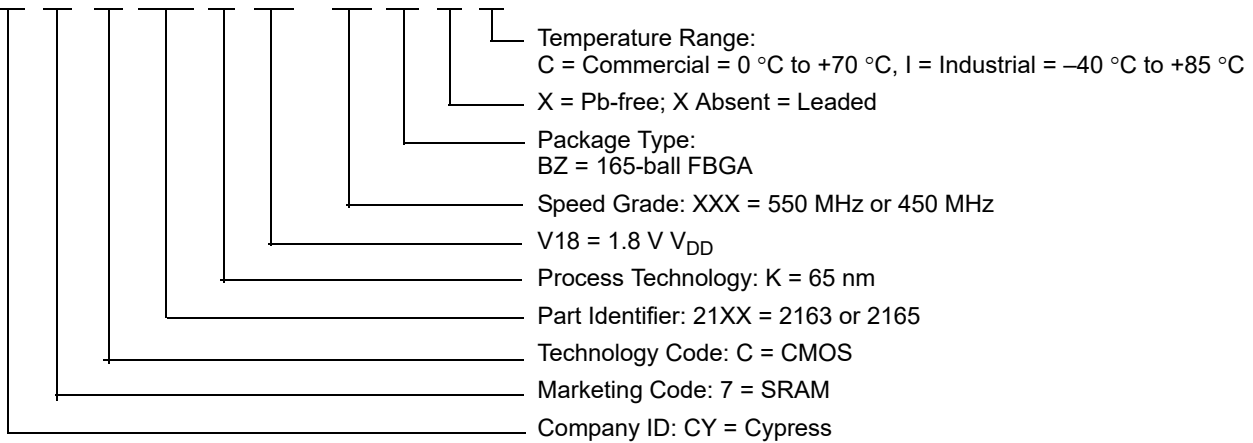 Temperature Range:
C = Commercial = 0 °C to +70 °C, I = Industrial = –40 °C to +85 °C
X = Pb-free; X Absent = Leaded
Package Type:
BZ = 165-ball FBGA
Speed Grade: XXX = 550 MHz or 450 MHz
V18 = 1.8 V VDD
Process Technology: K = 65 nm
Part Identifier: 21XX = 2163 or 2165
Technology Code: C = CMOS
Marketing Code: 7 = SRAM
Company ID: CY = Cypress